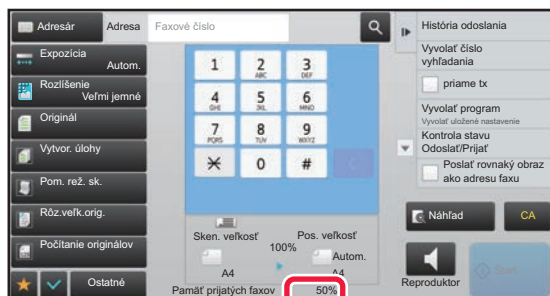 Adresár
Adresa
Faxové číslo
Expozícia
Autom.
Rozlíšenie
Veľmi jemné
Originál
Vytvor. úlohy
Pom. rež. sk.
Rôz.veľk.orig.
Počítanie originálov
Ostatné
1 2 3
ABC DEF
4 5 6
GHI JKL MNO
7 8 9
PQRS TUV WXYZ
0 #
Sken. veľkosť
100%
Pos. veľkosť
A4
Autom.
A4
Pamäť prijatých faxov 50%
História odoslania
Vyvolať číslo
vyhľadania
priame tx
Vyvolať program
Vyvolať uložené nastavenie
Kontrola stavu
Odoslať/Prijať
Poslať rovnaký obraz
ako adresu faxu
Náhľad
CA
Reproduktor
Start